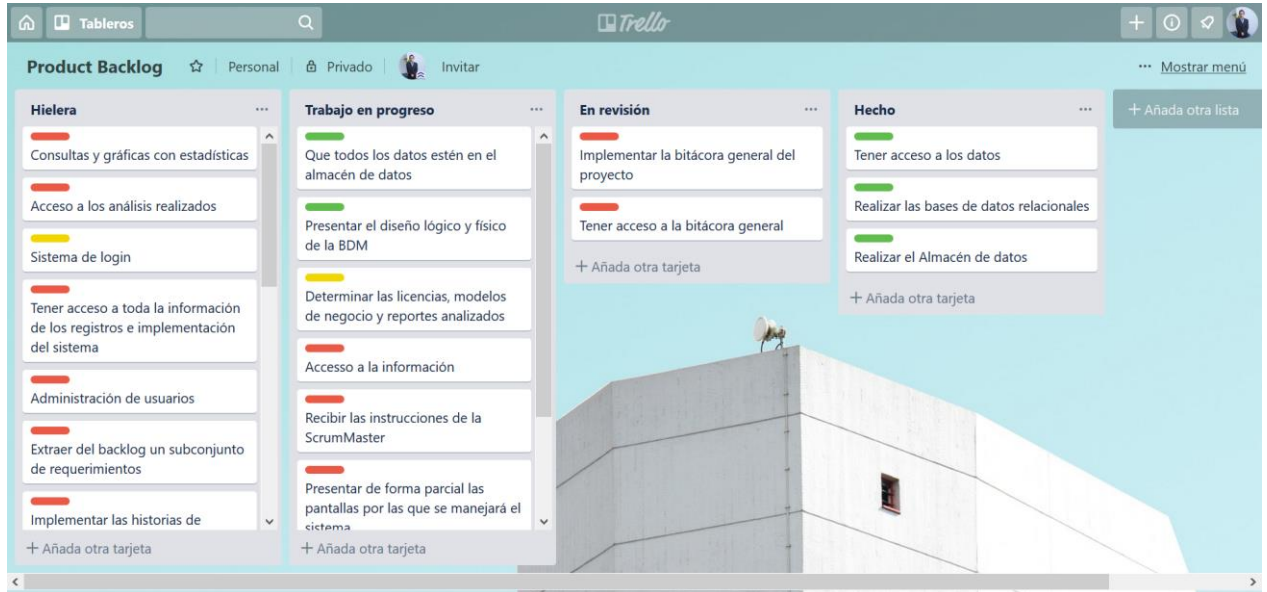 Tableros
Trello
Product Backlog
Personal
Privado
Invitar
... Mostrar menú
Hielera
...
Consultas y gráficas con estadísticas
Acceso a los análisis realizados
Sistema de login
Tener acceso a toda la información
de los registros e implementación
del sistema
Administración de usuarios
Extraer del backlog un subconjunto
de requerimientos
Implementar las historias de
+ Añada otra tarjeta
Trabajo en progreso
...
Que todos los datos estén en el
almacén de datos
Presentar el diseño lógico y físico
de la BDM
Determinar las licencias, modelos
de negocio y reportes analizados
Accesso a la información
Recibir las instrucciones de la
ScrumMaster
Presentar de forma parcial las
pantallas por las que se manejará el
sistema
+ Añada otra tarjeta
En revisión
...
Implementar la bitácora general del
proyecto
Tener acceso a la bitácora general
+ Añada otra tarjeta
Hecho
...
Tener acceso a los datos
Realizar las bases de datos relacionales
Realizar el Almacén de datos
+ Añada otra tarjeta
+ Añada otra lista